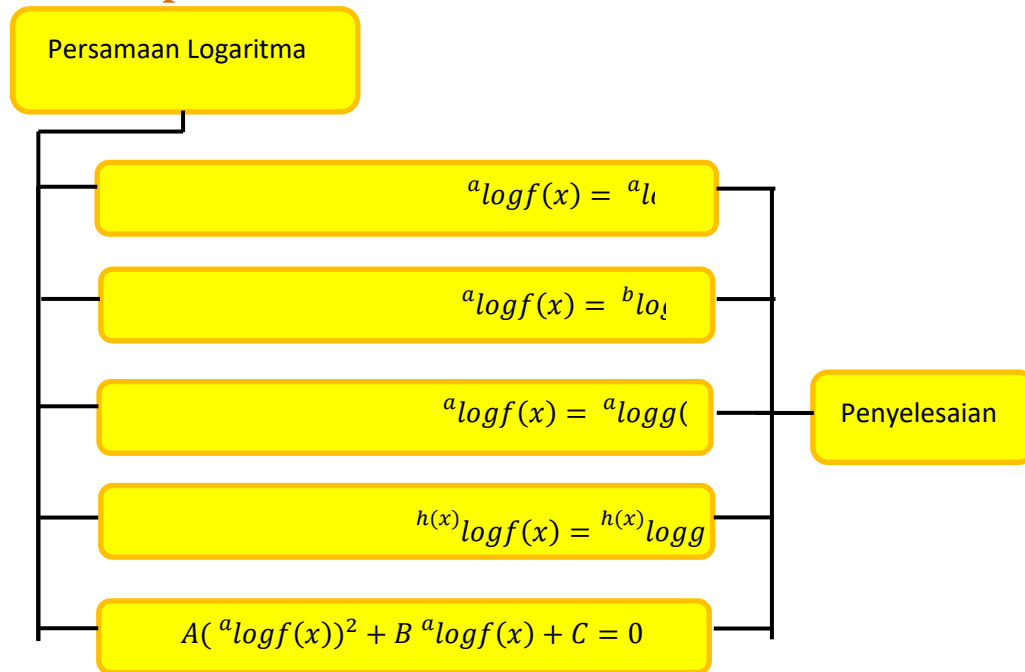 Persamaan Logaritma
ᵃlogf(x) = ᵃl
ᵃlogf(x) = ᵇlo
ᵃlogf(x) = ᵃlogg(
Penyelesaian
ʰ⁽ˣ⁾logf(x) = ʰ⁽ˣ⁾logg
A( ᵃlogf(x))² + B ᵃlogf(x) + C = 0